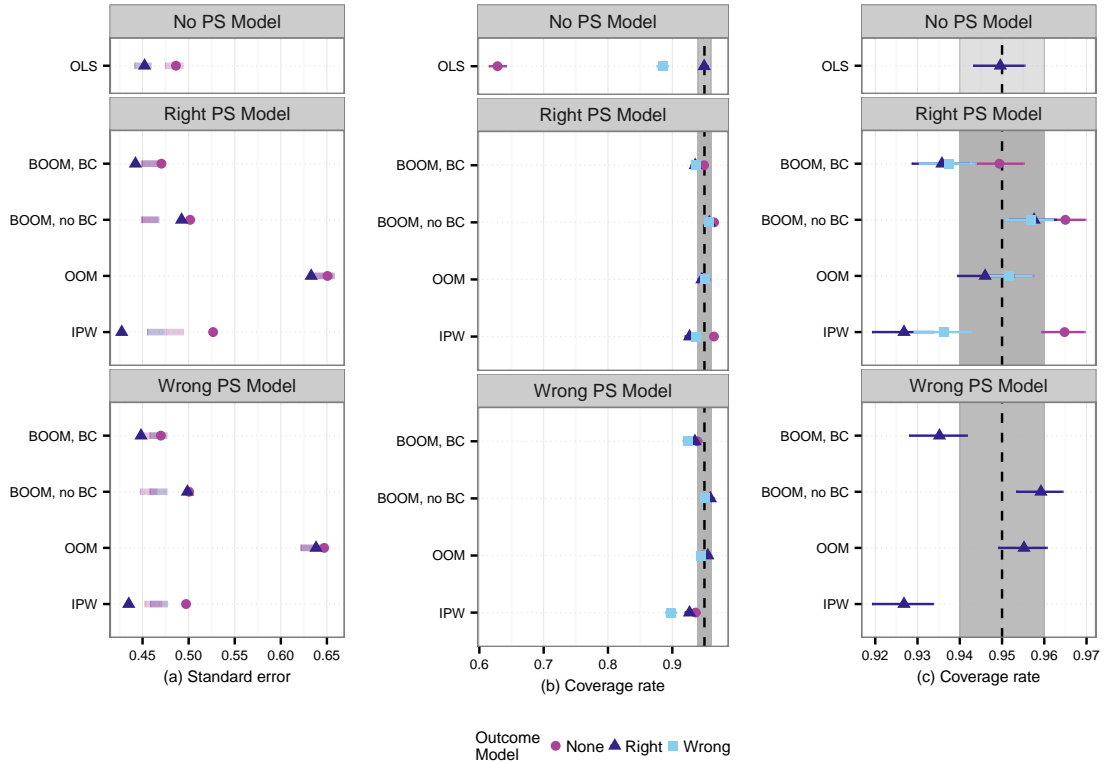 No PS Model
OLS
Right PS Model
BOOM, BC
BOOM, no BC
OOM
IPW
Wrong PS Model
BOOM, BC
BOOM, no BC
OOM
IPW
0.45 0.50 0.55 0.60 0.65
(a) Standard error
No PS Model
OLS
Right PS Model
BOOM, BC
BOOM, no BC
OOM
IPW
Wrong PS Model
BOOM, BC
BOOM, no BC
OOM
IPW
0.6 0.7 0.8 0.9
(b) Coverage rate
No PS Model
OLS
Right PS Model
BOOM, BC
BOOM, no BC
OOM
IPW
Wrong PS Model
BOOM, BC
BOOM, no BC
OOM
IPW
0.92 0.93 0.94 0.95 0.96 0.97
(c) Coverage rate
Outcome
Model
None Right Wrong